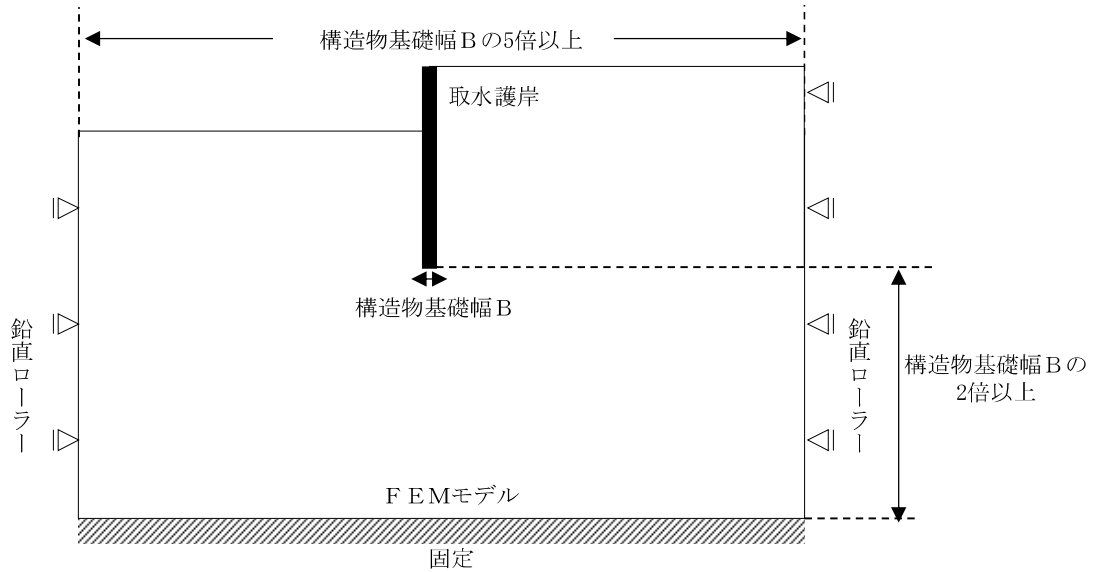 構造物基礎幅Bの5倍以上
取水護岸
構造物基礎幅B
鉛直ローラー
鉛直ローラー
構造物基礎幅Bの
2倍以上
FEMモデル
固定